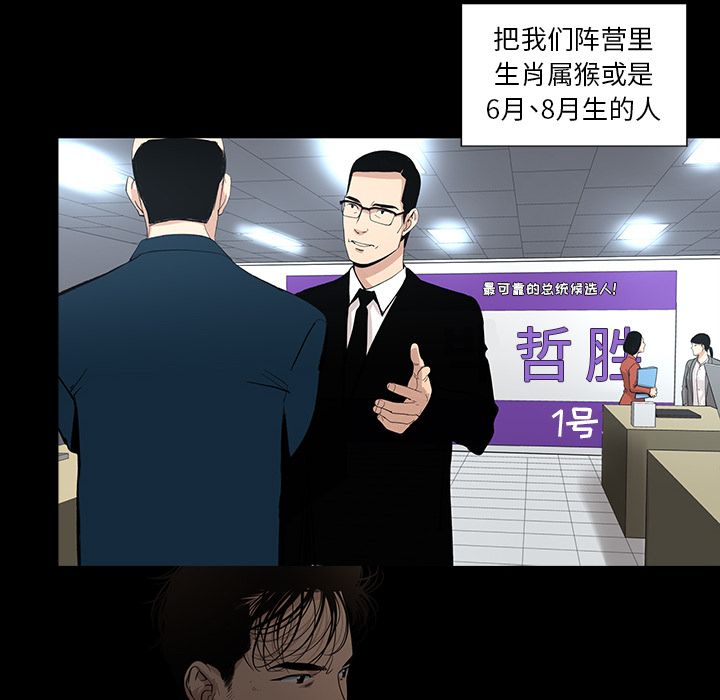 把我们阵营里
生肖属猴或是
6月、8月生的人
最可靠的总统候选人!
哲胜
1号